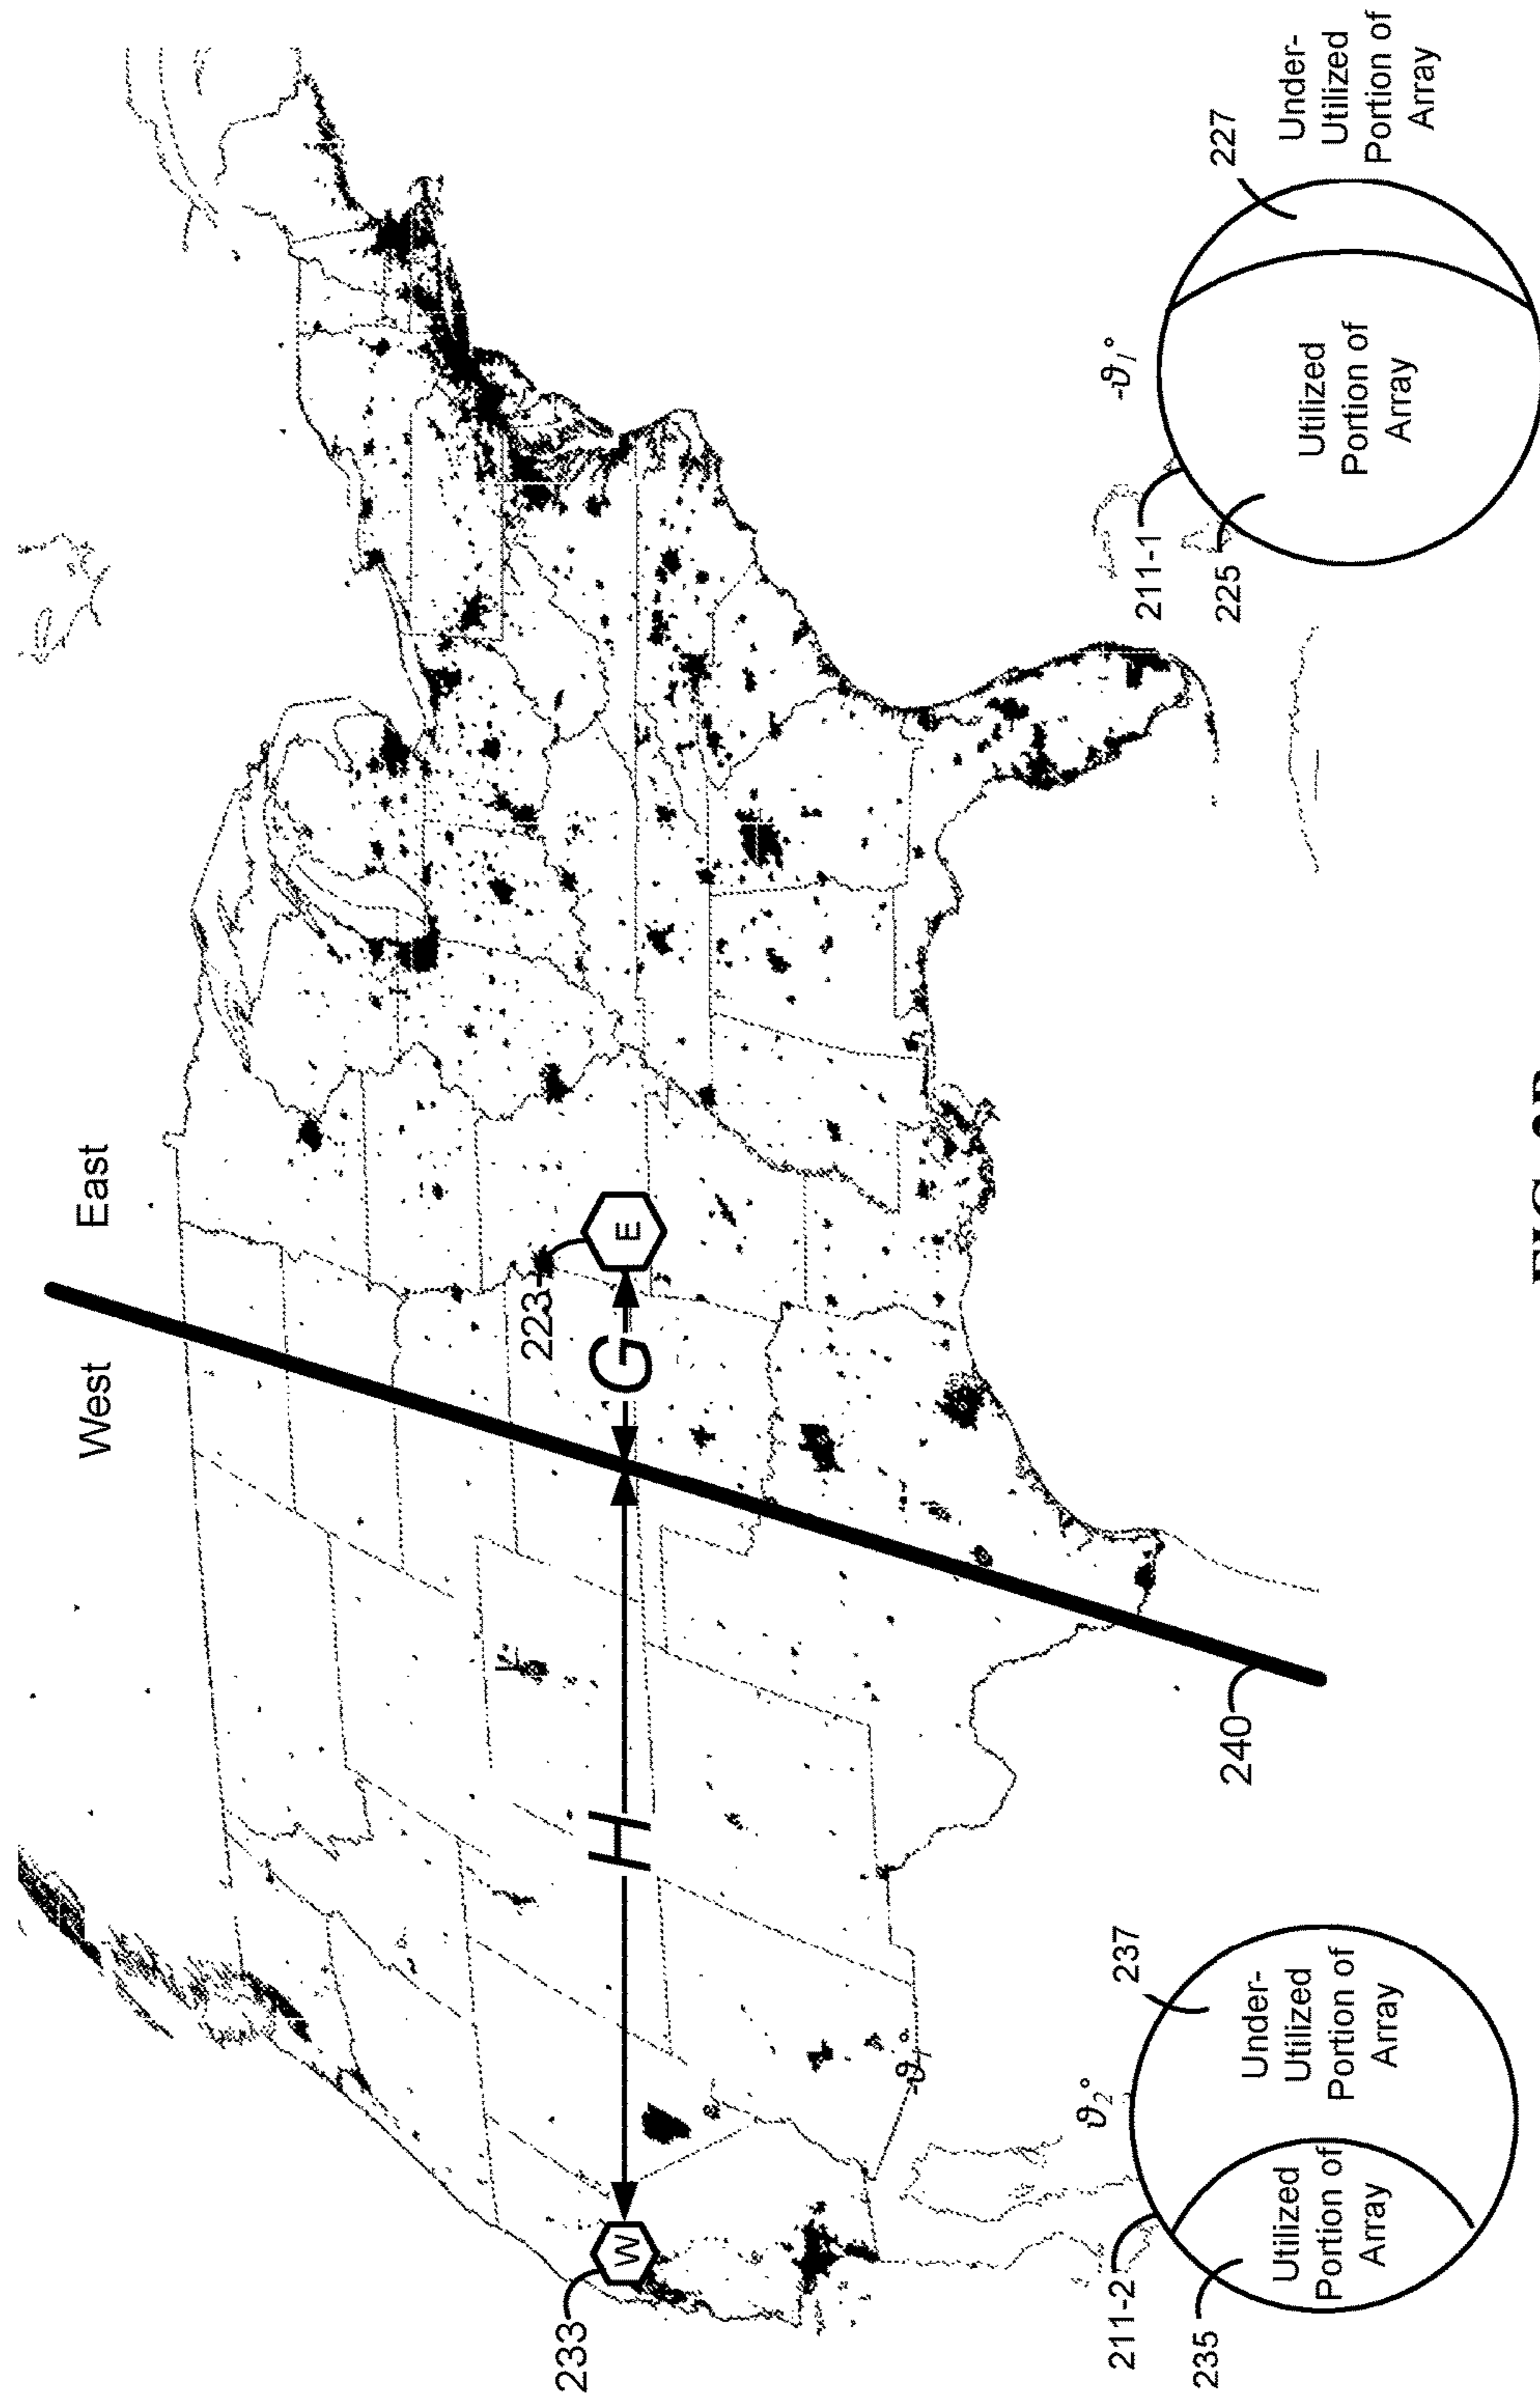 West
East
223
E
G
H
W
233
240
-ϑ₁°
-ϑ₁°
211-1
225
227
Utilized
Portion of
Array
Under-
Utilized
Portion of
Array
ϑ₂°
211-2
235
237
Utilized
Portion of
Array
Under-
Utilized
Portion of
Array